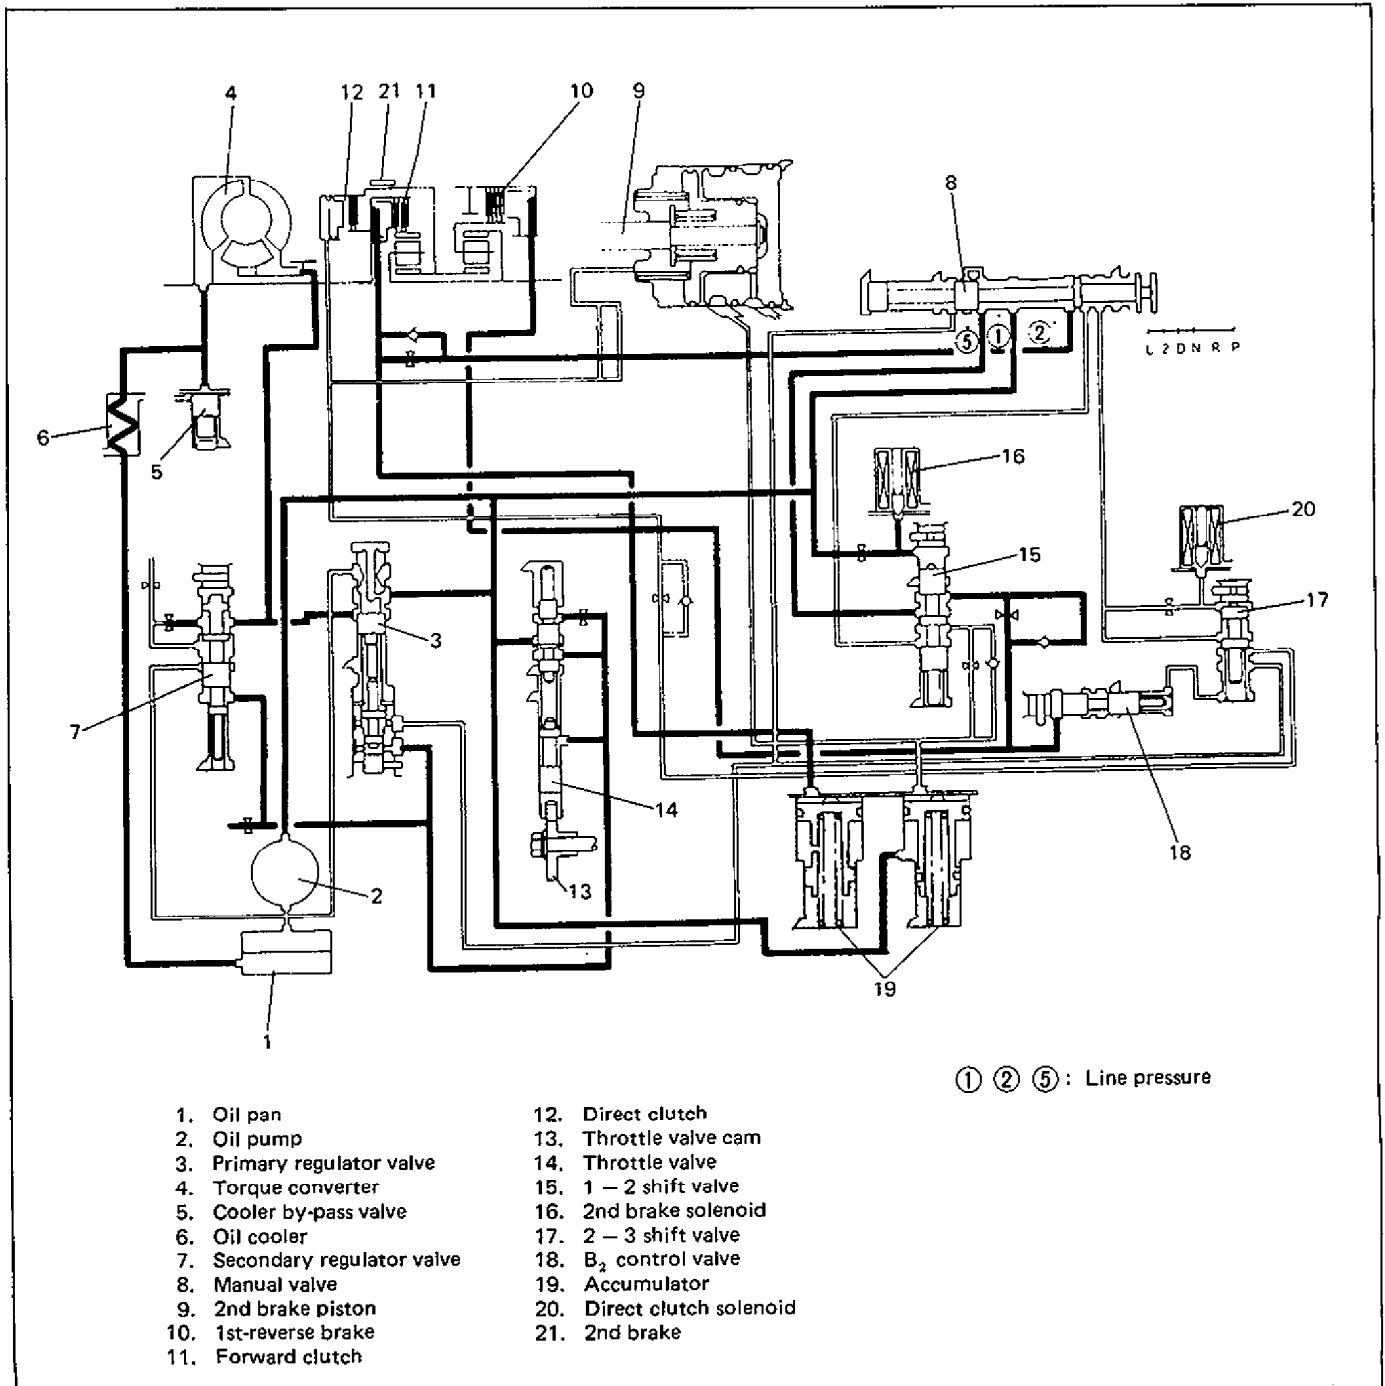 4
12
21
11
10
9
8
5
1
2
L 2 D N R P
6
5
16
20
15
17
3
7
14
18
2
13
19
1
① ② ⑤ : Line pressure
1. Oil pan
2. Oil pump
3. Primary regulator valve
4. Torque converter
5. Cooler by-pass valve
6. Oil cooler
7. Secondary regulator valve
8. Manual valve
9. 2nd brake piston
10. 1st-reverse brake
11. Forward clutch
12. Direct clutch
13. Throttle valve cam
14. Throttle valve
15. 1 – 2 shift valve
16. 2nd brake solenoid
17. 2 – 3 shift valve
18. B₂ control valve
19. Accumulator
20. Direct clutch solenoid
21. 2nd brake